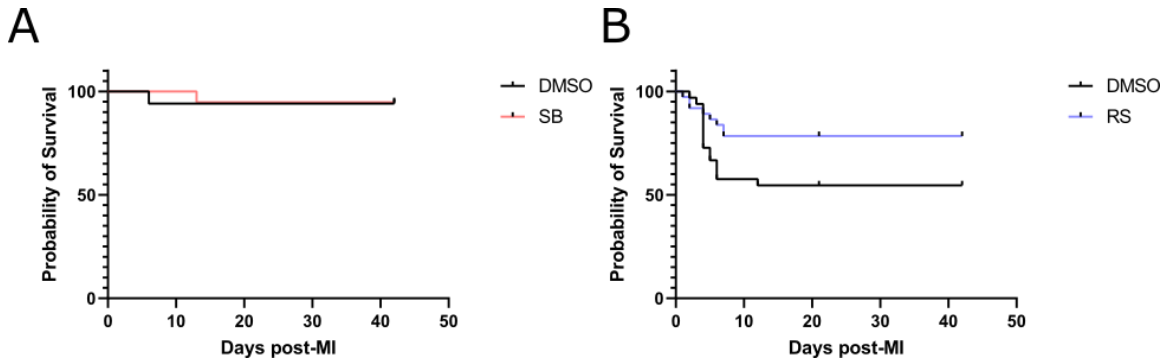 A
B
Probability of Survival
100
50
0
0 10 20 30 40 50
Days post-MI
DMSO
SB
Probability of Survival
100
50
0
0 10 20 30 40 50
Days post-MI
DMSO
RS